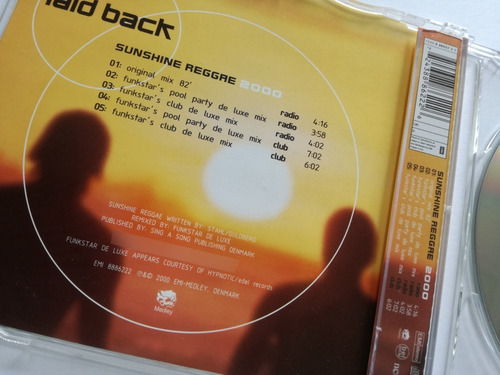 laid back
SUNSHINE REGGRE 2000
01: original mix 82' radio 4:16
02: funkstar's pool party de luxe mix radio 3:58
03: funkstar's club de luxe mix radio 4:02
04: funkstar's pool party de luxe mix club 7:02
05: funkstar's club de luxe mix club 6:02
SUNSHINE REGGAE WRITTEN BY: STAHL/GULDBERG
REMIXED BY: FUNKSTAR DE LUXE
PUBLISHED BY: SING A SONG PUBLISHING DENMARK
FUNKSTAR DE LUXE APPEARS COURTESY OF HYPNOTIC/edel records
EMI 8886222 ℗&© 2000 EMI-MEDLEY, DENMARK
Medley
SUNSHINE REGGRE 2000